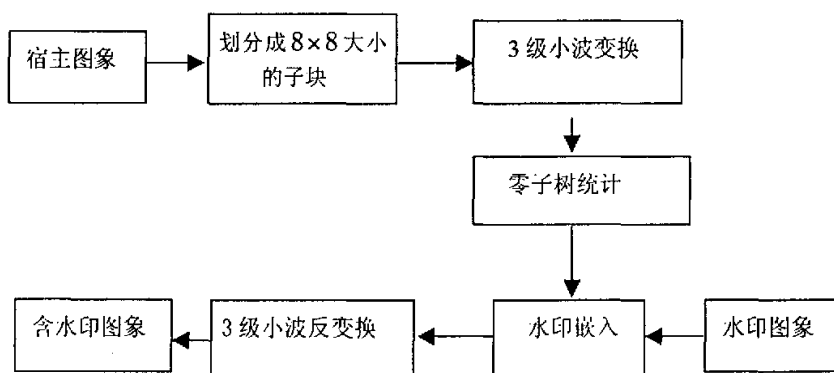 宿主图象
划分成8×8大小
的子块
3级小波变换
零子树统计
含水印图象
3级小波反变换
水印嵌入
水印图象